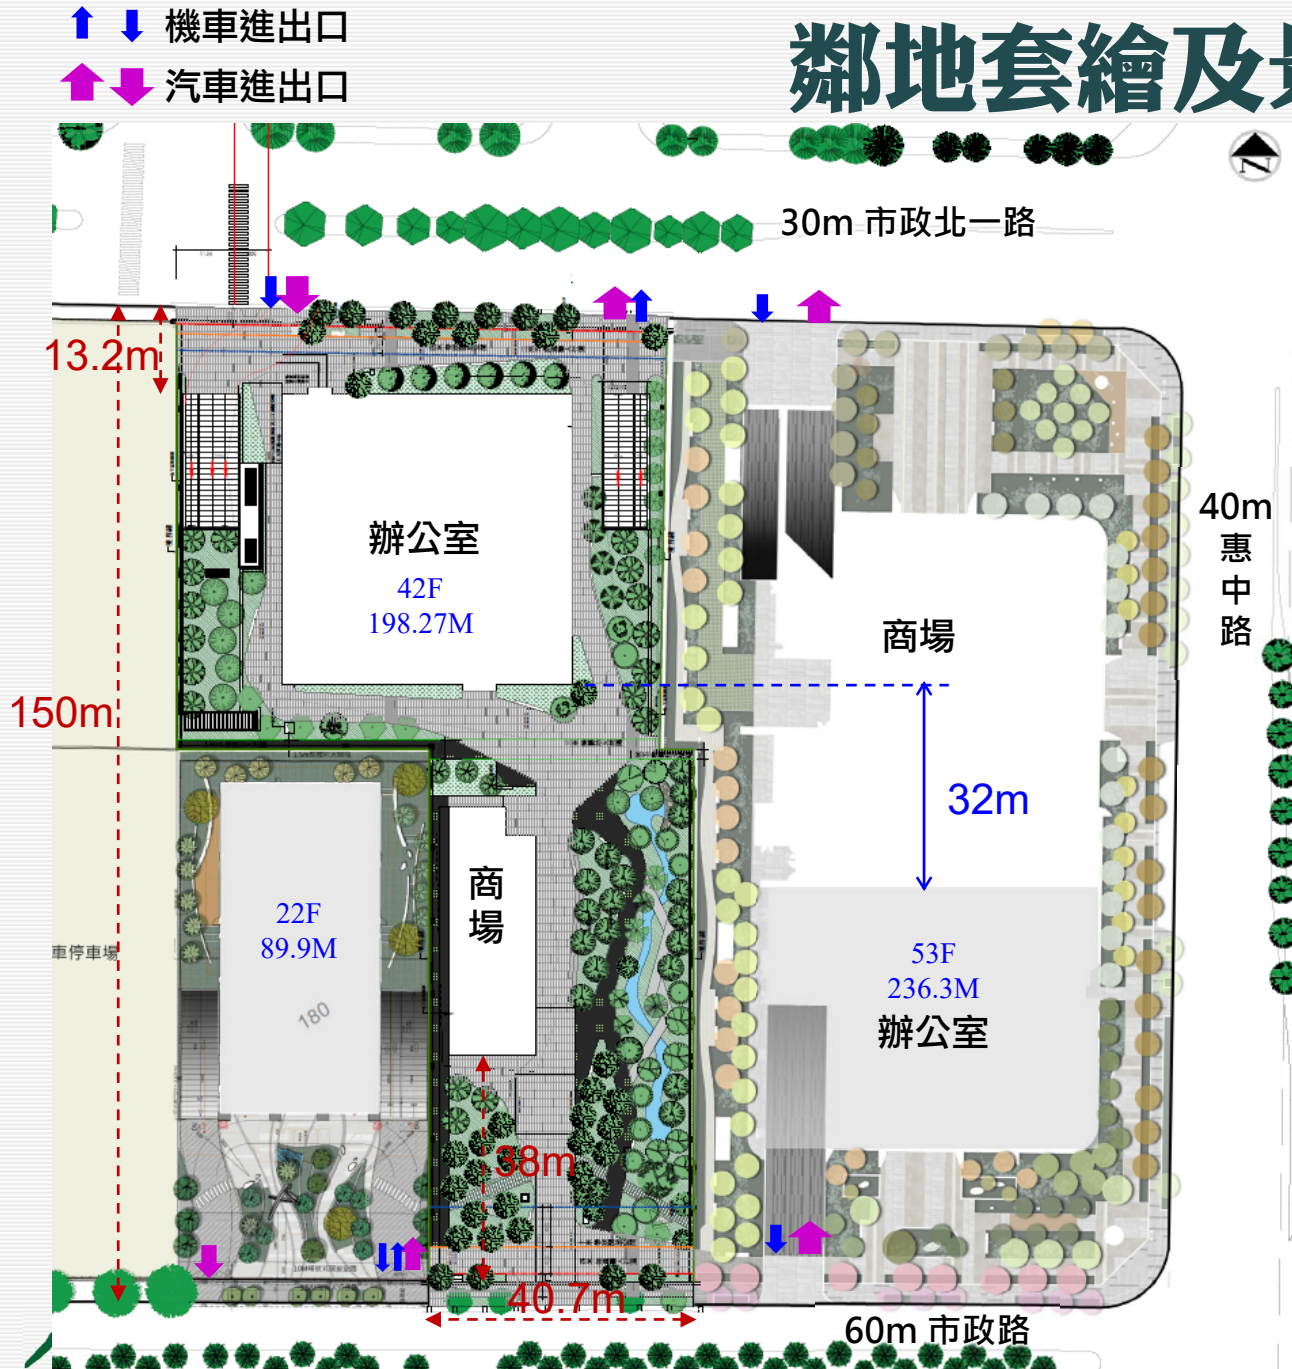 機車進出口
汽車進出口
鄰地套繪及
30m 市政北一路
13.2m
40m
惠
中
路
辦公室
42F
198.27M
商場
150m
32m
商
場
22F
89.9M
車停車場
180
53F
236.3M
辦公室
38m
40.7m
60m 市政路